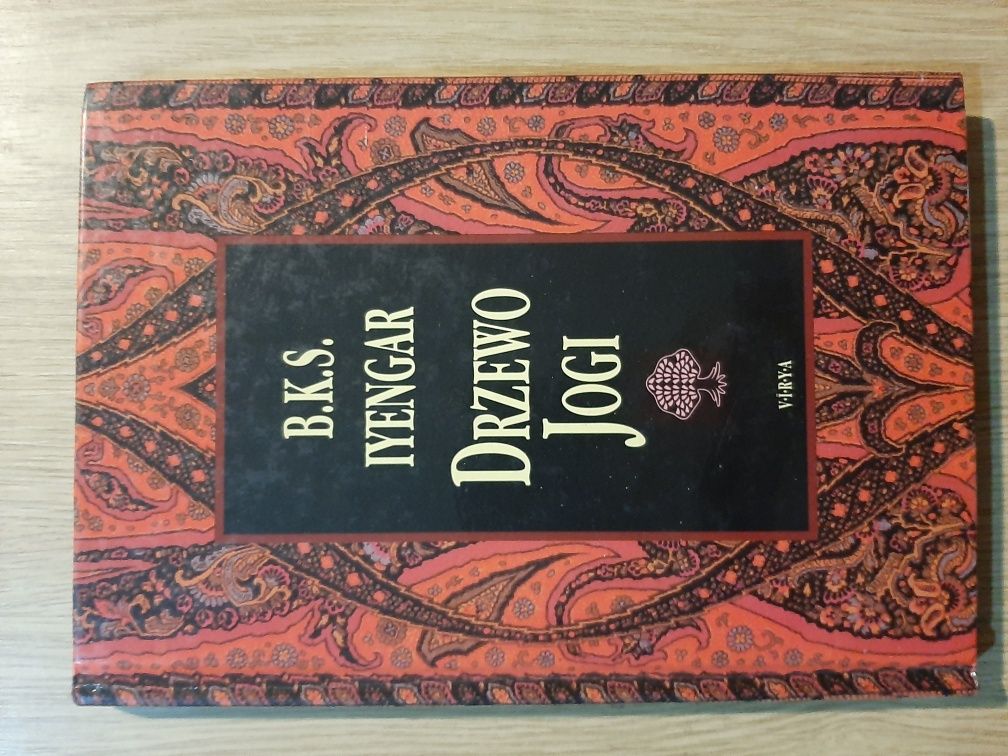 B.K.S.
IYENGAR
DRZEWO
JOGI
V·I·R·Y·A